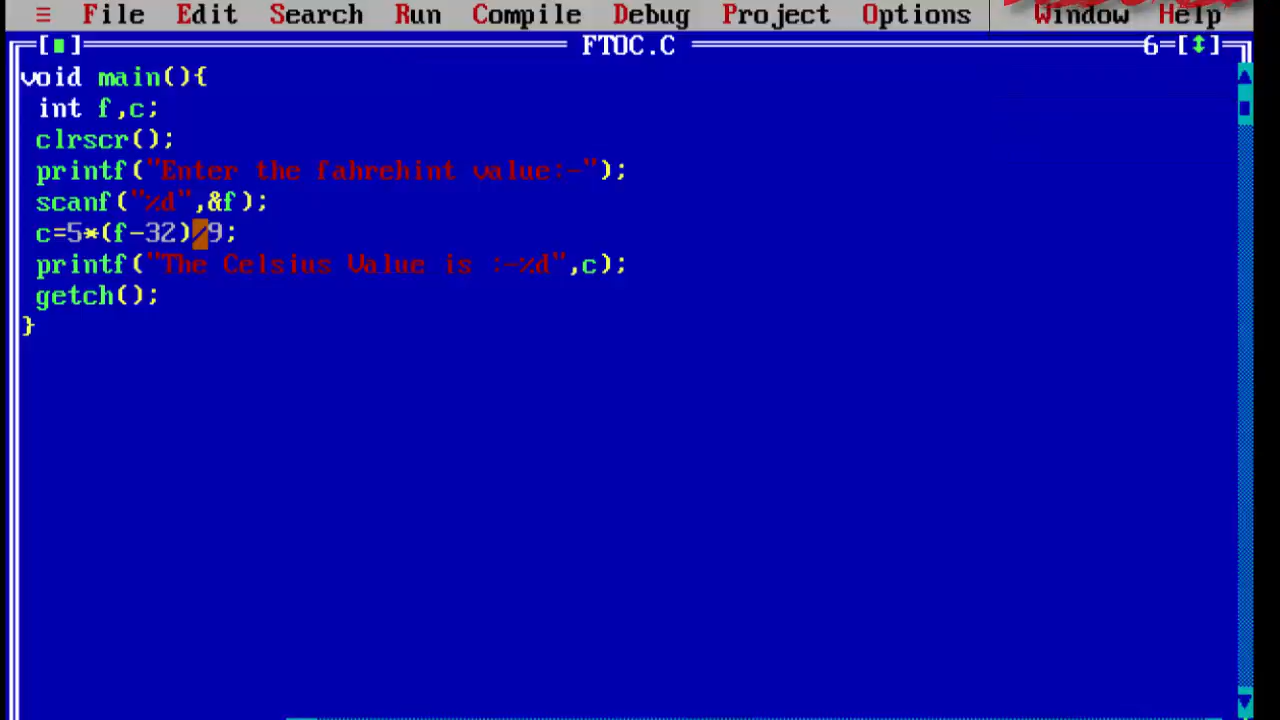 ≡ File Edit Search Run Compile Debug Project Options Window Help
[■] FTOC.C 6=[↕]
void main(){
int f,c;
clrscr();
printf("Enter the fahrehint value:-");
scanf("%d",&f);
c=5*(f-32)/9;
printf("The Celsius Value is :-%d",c);
getch();
}